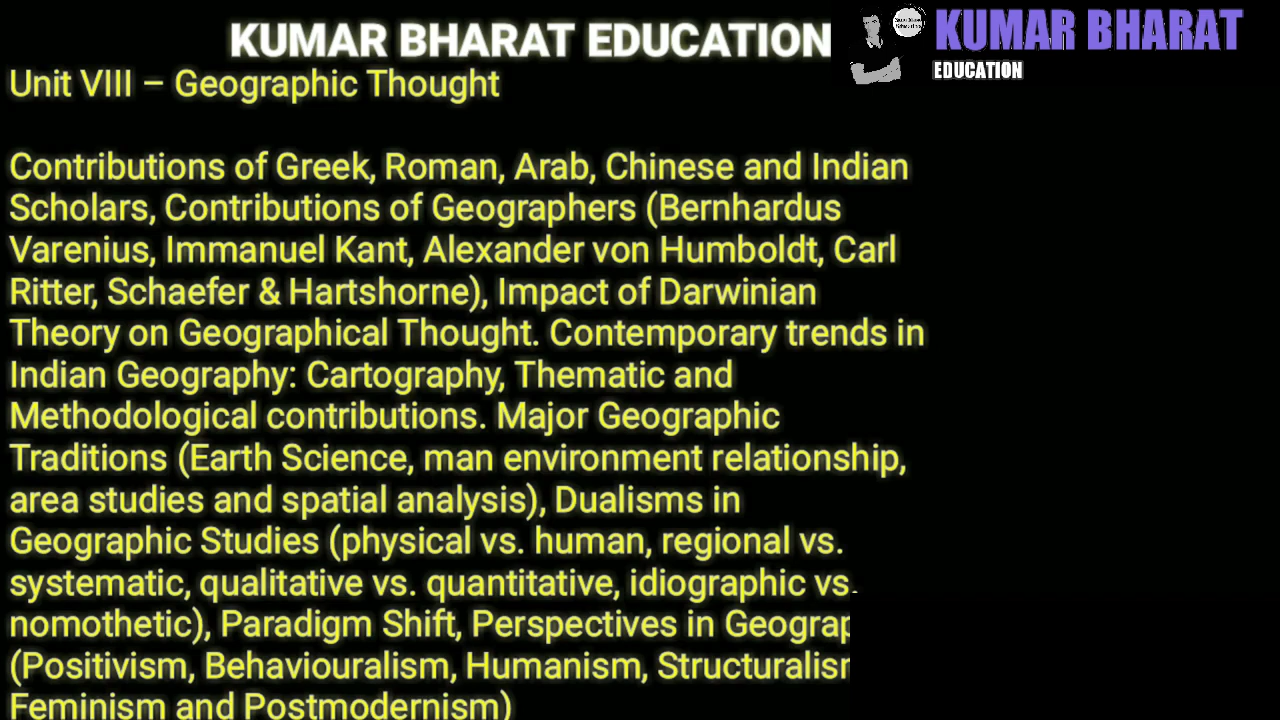 KUMAR BHARAT EDUCATION
KUMAR BHARAT
EDUCATION
Unit VIII – Geographic Thought
Contributions of Greek, Roman, Arab, Chinese and Indian
Scholars, Contributions of Geographers (Bernhardus
Varenius, Immanuel Kant, Alexander von Humboldt, Carl
Ritter, Schaefer & Hartshorne), Impact of Darwinian
Theory on Geographical Thought. Contemporary trends in
Indian Geography: Cartography, Thematic and
Methodological contributions. Major Geographic
Traditions (Earth Science, man environment relationship,
area studies and spatial analysis), Dualisms in
Geographic Studies (physical vs. human, regional vs.
systematic, qualitative vs. quantitative, idiographic vs.
nomothetic), Paradigm Shift, Perspectives in Geograp
(Positivism, Behaviouralism, Humanism, Structuralis
Feminism and Postmodernism)